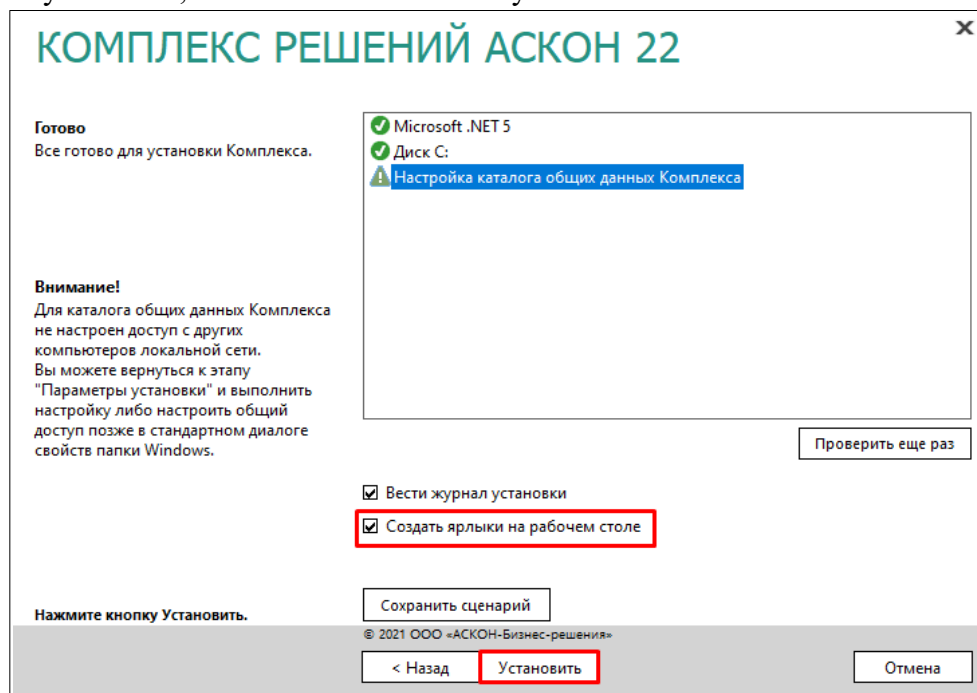 КОМПЛЕКС РЕШЕНИЙ АСКОН 22
x
Готово
Все готово для установки Комплекса.
Microsoft .NET 5
Диск C:
Настройка каталога общих данных Комплекса
Внимание!
Для каталога общих данных Комплекса
не настроен доступ с других
компьютеров локальной сети.
Вы можете вернуться к этапу
"Параметры установки" и выполнить
настройку либо настроить общий
доступ позже в стандартном диалоге
свойств папки Windows.
Проверить еще раз
Вести журнал установки
Создать ярлыки на рабочем столе
Сохранить сценарий
Нажмите кнопку Установить.
© 2021 ООО «АСКОН-Бизнес-решения»
< Назад
Установить
Отмена